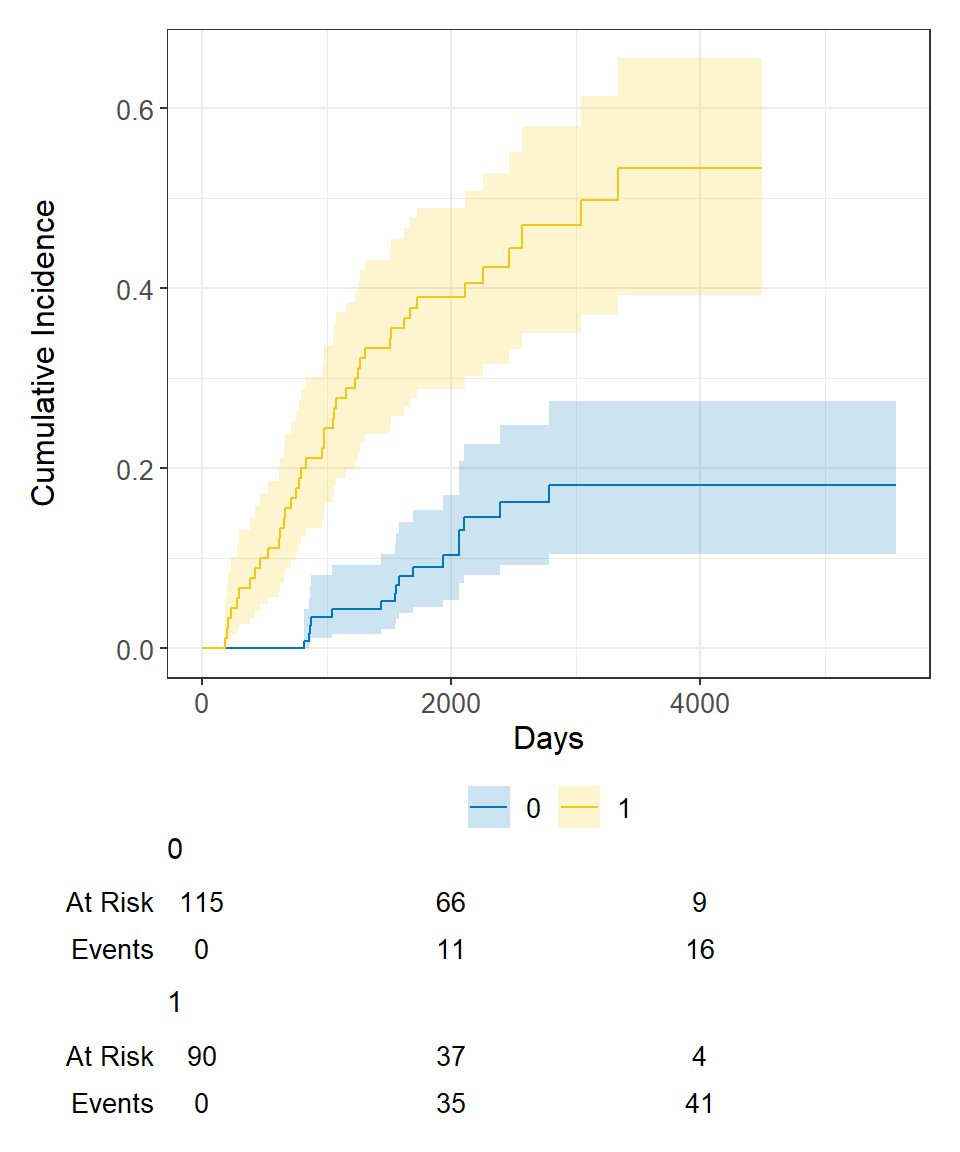 0.6
0.4
0.2
0.0
Cumulative Incidence
0 2000 4000
Days
0 1
0
At Risk 115 66 9
Events 0 11 16
1
At Risk 90 37 4
Events 0 35 41